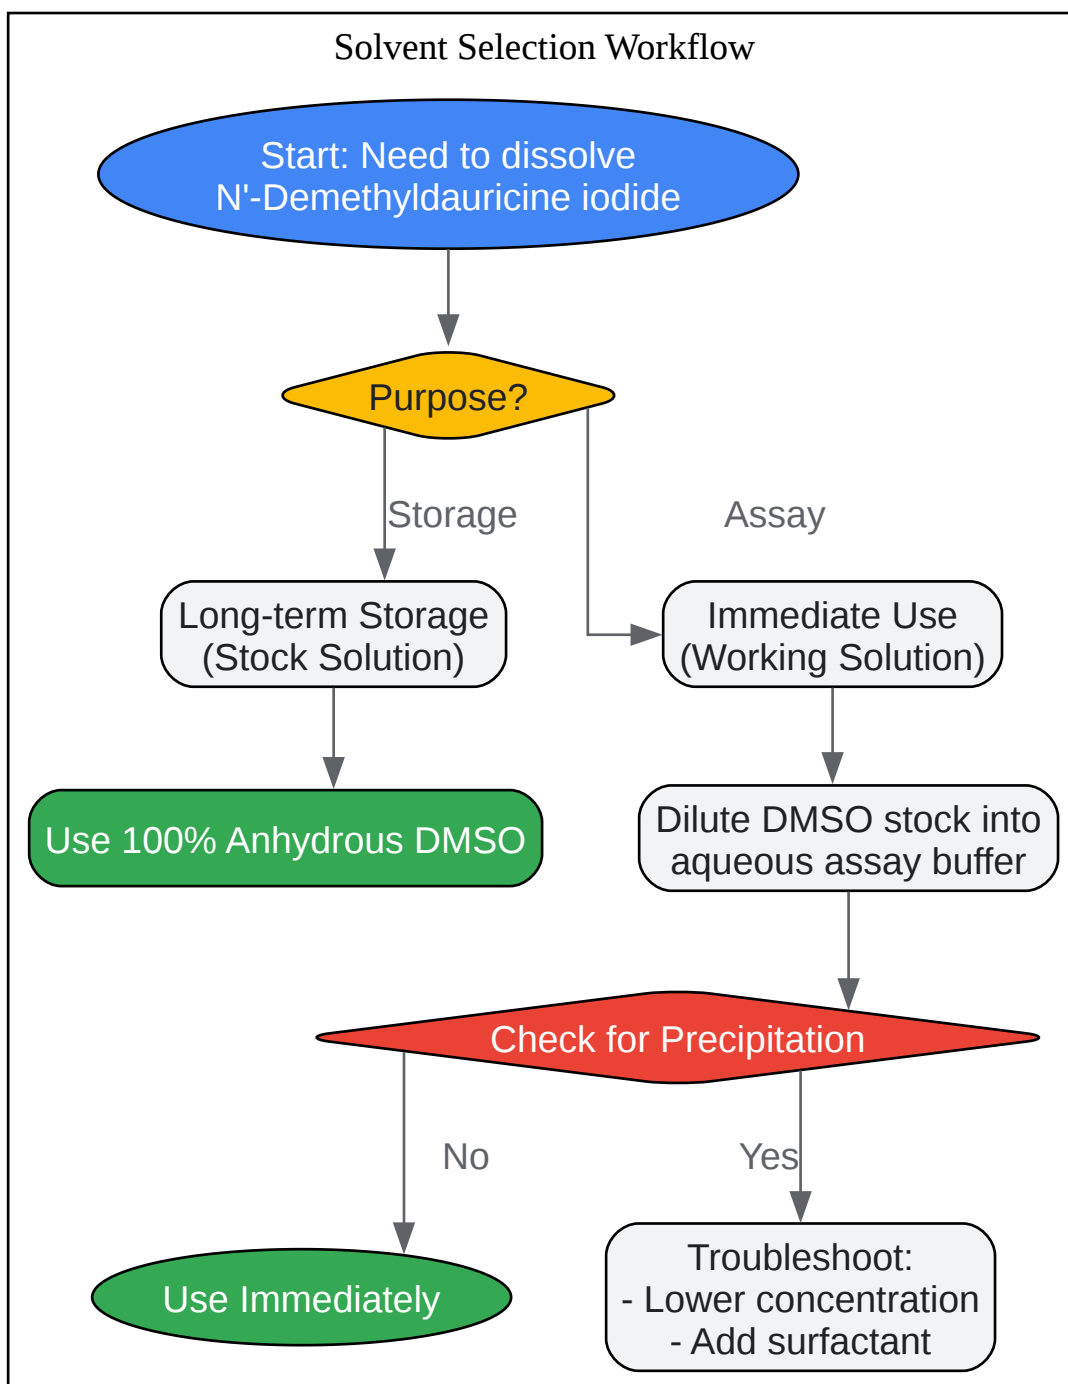 Solvent Selection Workflow
Start: Need to dissolve
N'-Demethyldauricine iodide
Purpose?
Storage
Assay
Long-term Storage
(Stock Solution)
Immediate Use
(Working Solution)
Use 100% Anhydrous DMSO
Dilute DMSO stock into
aqueous assay buffer
Check for Precipitation
No
Yes
Use Immediately
Troubleshoot:
- Lower concentration
- Add surfactant